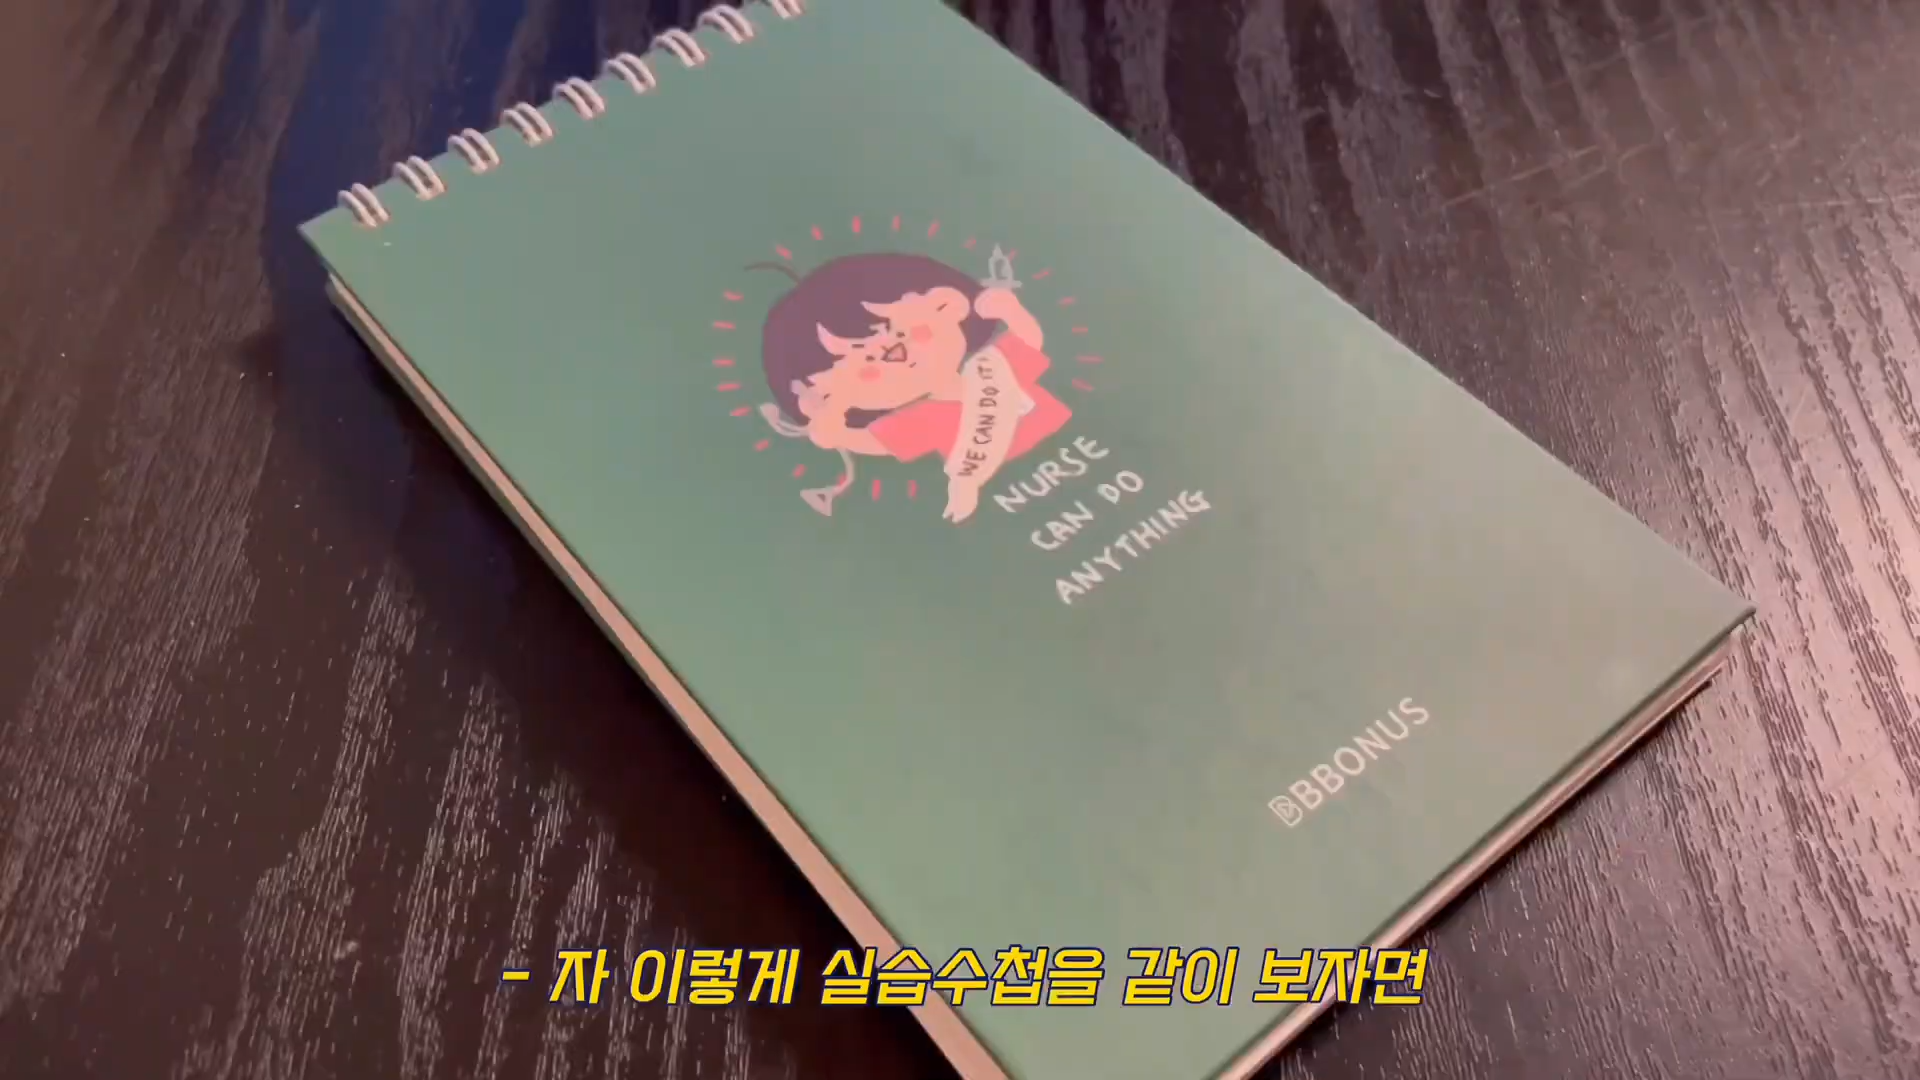 WE CAN DO IT!
NURSE
CAN DO
ANYTHING
BBONUS
- 자 이렇게 실습수첩을 같이 보자면